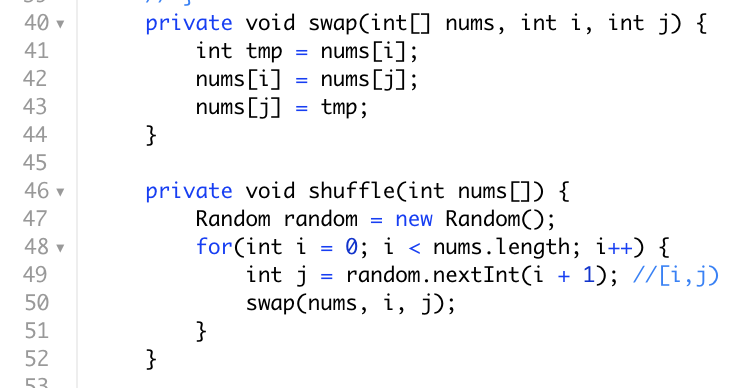 40 private void swap(int[] nums, int i, int j) {
41 int tmp = nums[i];
42 nums[i] = nums[j];
43 nums[j] = tmp;
44 }
45
46 private void shuffle(int nums[]) {
47 Random random = new Random();
48 for(int i = 0; i < nums.length; i++) {
49 int j = random.nextInt(i + 1); //[i,j)
50 swap(nums, i, j);
51 }
52 }
53